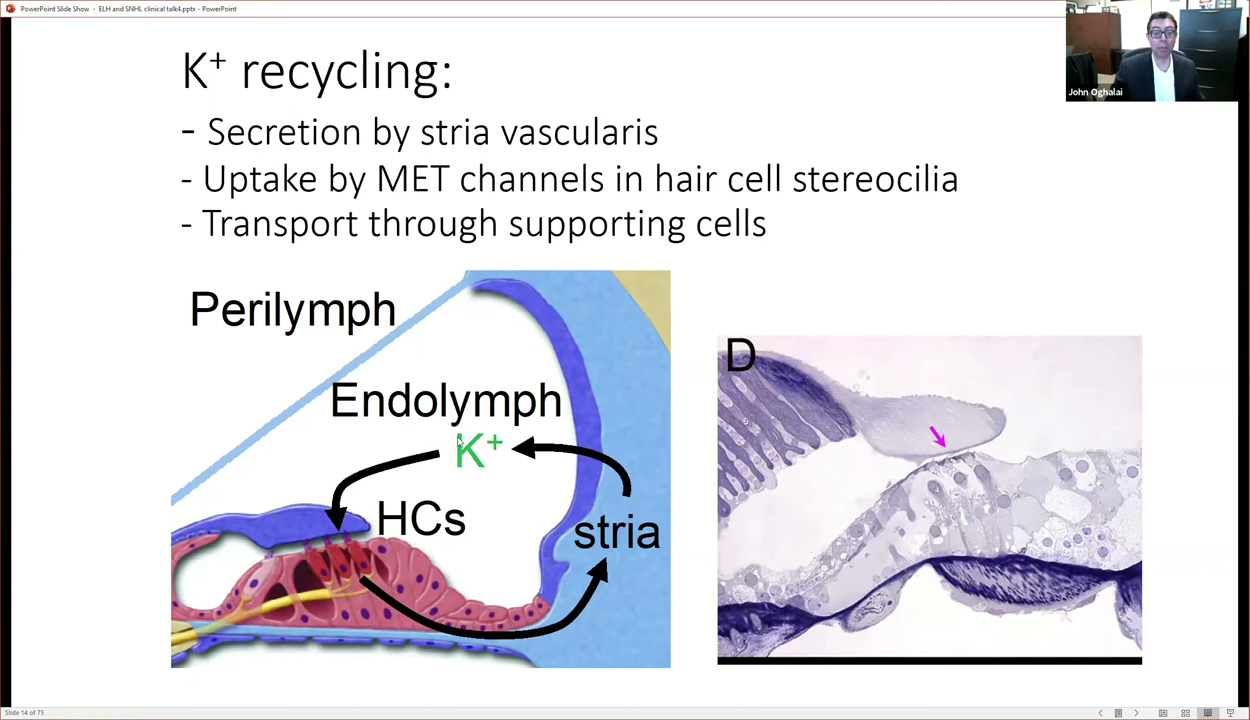 PowerPoint Slide Show - ELH and SNHL clinical talk4.pptx - PowerPoint
John Oghalai
K+ recycling:
- Secretion by stria vascularis
- Uptake by MET channels in hair cell stereocilia
- Transport through supporting cells
Perilymph
Endolymph
K+
HCs
stria
D
Slide 14 of 75